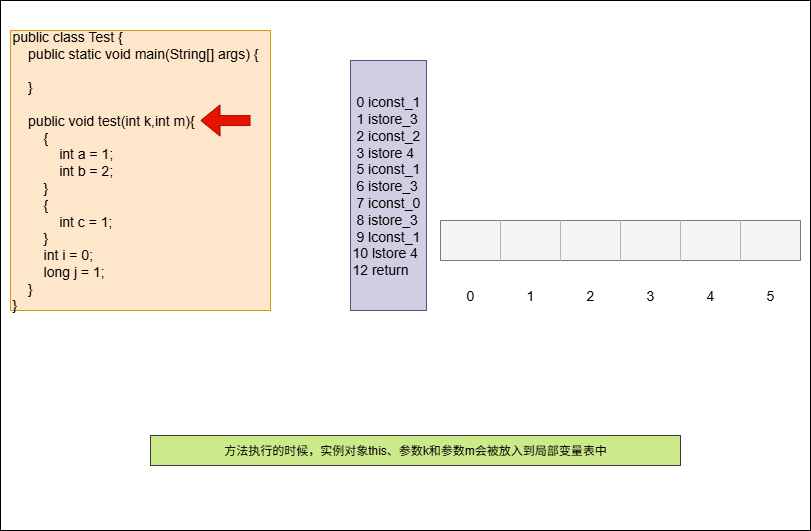 public class Test {
public static void main(String[] args) {
}
public void test(int k,int m){
{
int a = 1;
int b = 2;
}
{
int c = 1;
}
int i = 0;
long j = 1;
}
}
0 iconst_1
1 istore_3
2 iconst_2
3 istore 4
5 iconst_1
6 istore_3
7 iconst_0
8 istore_3
9 lconst_1
10 lstore 4
12 return
0 1 2 3 4 5
方法执行的时候，实例对象this、参数k和参数m会被放入到局部变量表中